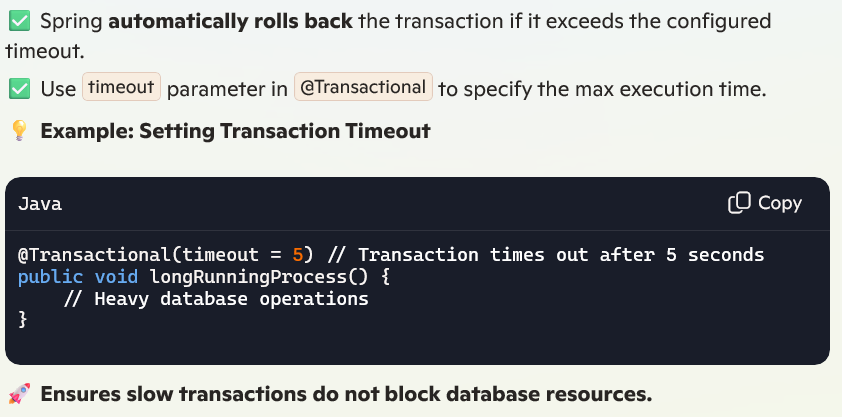 ✅ Spring automatically rolls back the transaction if it exceeds the configured
timeout.
✅ Use timeout parameter in @Transactional to specify the max execution time.
💡 Example: Setting Transaction Timeout
Java Copy
@Transactional(timeout = 5) // Transaction times out after 5 seconds
public void longRunningProcess() {
    // Heavy database operations
}
🚀 Ensures slow transactions do not block database resources.